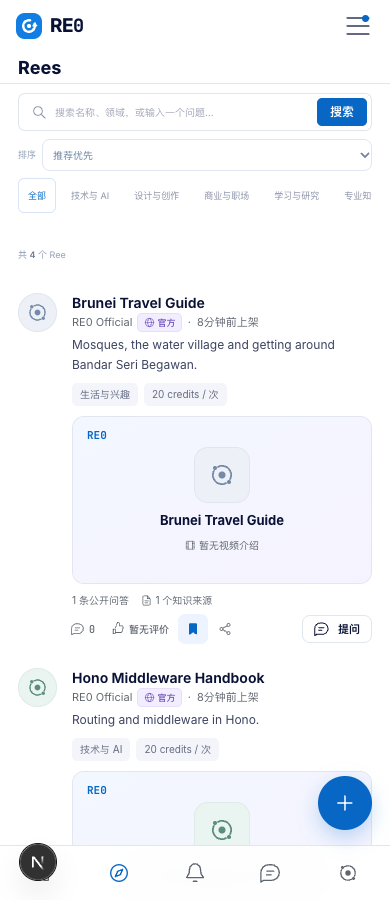 RE0
Rees
搜索名称、领域，或输入一个问题...
搜索
排序
推荐优先
全部 技术与 AI 设计与创作 商业与职场 学习与研究 专业知
共 4 个 Ree
Brunei Travel Guide
RE0 Official 官方 · 8分钟前上架
Mosques, the water village and getting around
Bandar Seri Begawan.
生活与兴趣 20 credits / 次
RE0
Brunei Travel Guide
暂无视频介绍
1 条公开问答 1 个知识来源
0 暂无评价 提问
Hono Middleware Handbook
RE0 Official 官方 · 8分钟前上架
Routing and middleware in Hono.
技术与 AI 20 credits / 次
RE0
N